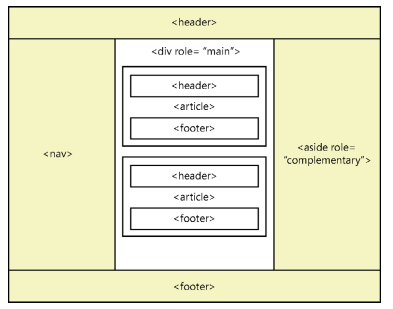 <header>
<nav>
<div role= "main">
<header>
<article>
<footer>
<header>
<article>
<footer>
<aside role=
"complementary">
<footer>